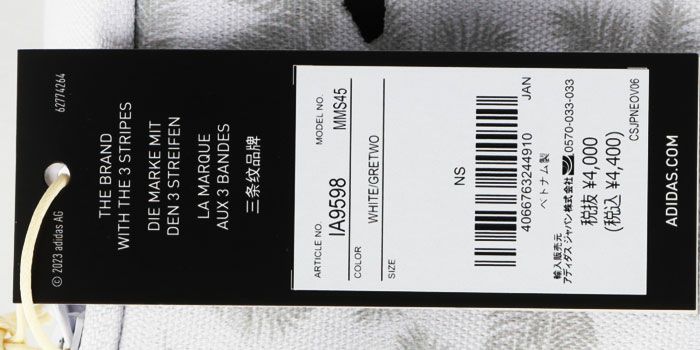 62774264
© 2023 adidas AG
THE BRAND
WITH THE 3 STRIPES
DIE MARKE MIT
DEN 3 STREIFEN
LA MARQUE
AUX 3 BANDES
三条纹品牌
ARTICLE NO.
IA9598
MODEL NO.
MMS45
COLOR
WHITE/GRETWO
SIZE
NS
4066763244910
JAN
ベトナム製
輸入販売元
アディダス ジャパン株式会社 0570-033-033
税抜 ¥4,000
(税込 ¥4,400)
CSJPNEOV06
ADIDAS.COM